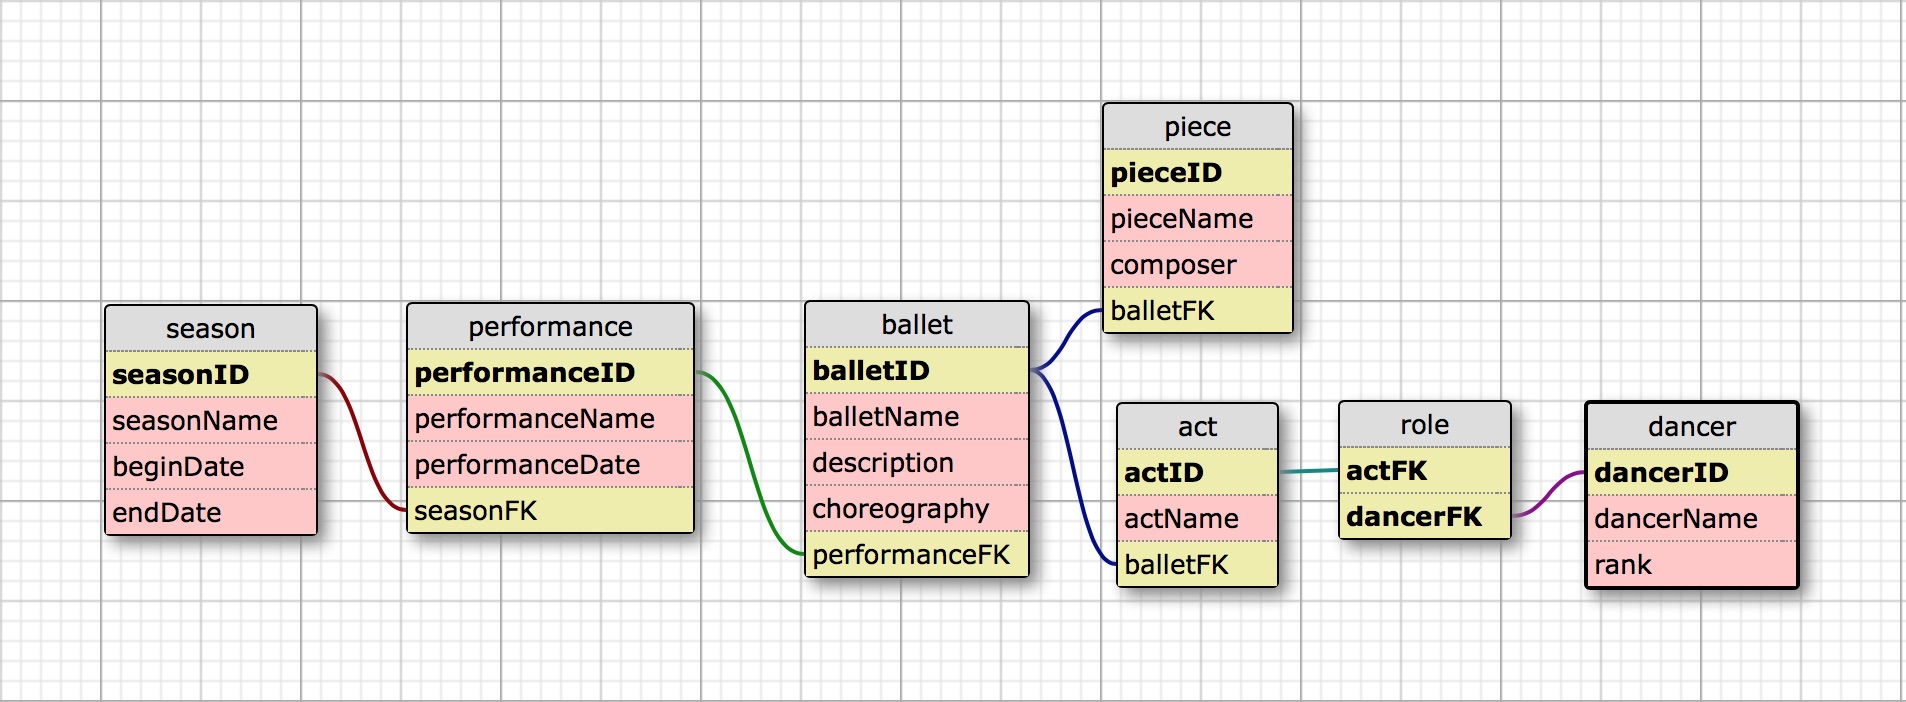 season
seasonID
seasonName
beginDate
endDate
performance
performanceID
performanceName
performanceDate
seasonFK
ballet
balletID
balletName
description
choreography
performanceFK
piece
pieceID
pieceName
composer
balletFK
act
actID
actName
balletFK
role
actFK
dancerFK
dancer
dancerID
dancerName
rank